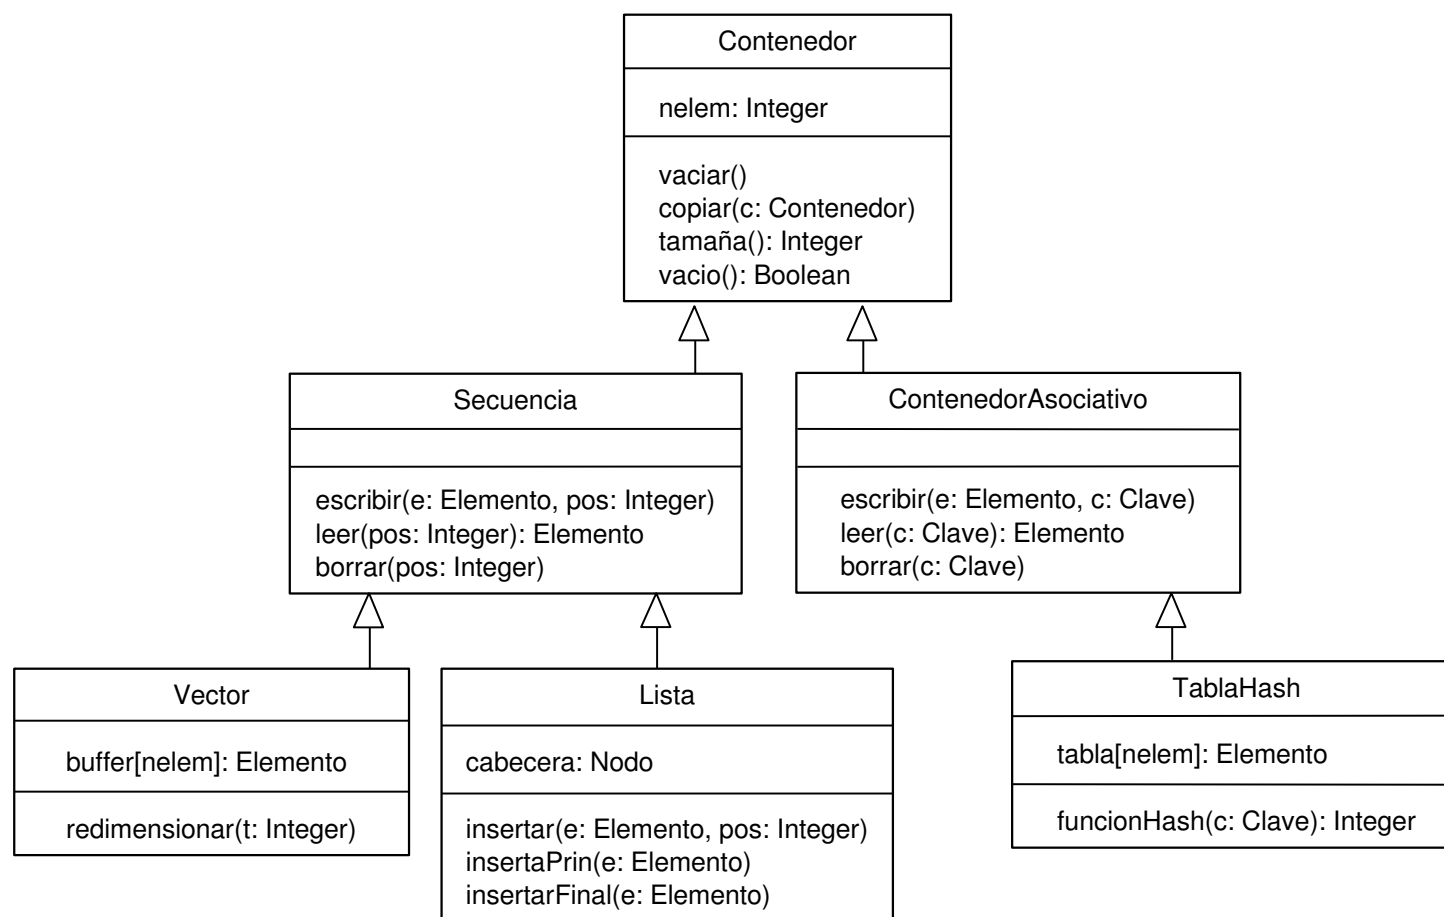 Contenedor
nelem: Integer
vaciar()
copiar(c: Contenedor)
tamaña(): Integer
vacio(): Boolean
Secuencia
escribir(e: Elemento, pos: Integer)
leer(pos: Integer): Elemento
borrar(pos: Integer)
ContenedorAsociativo
escribir(e: Elemento, c: Clave)
leer(c: Clave): Elemento
borrar(c: Clave)
Vector
buffer[nelem]: Elemento
redimensionar(t: Integer)
Lista
cabecera: Nodo
insertar(e: Elemento, pos: Integer)
insertaPrin(e: Elemento)
insertarFinal(e: Elemento)
TablaHash
tabla[nelem]: Elemento
funcionHash(c: Clave): Integer